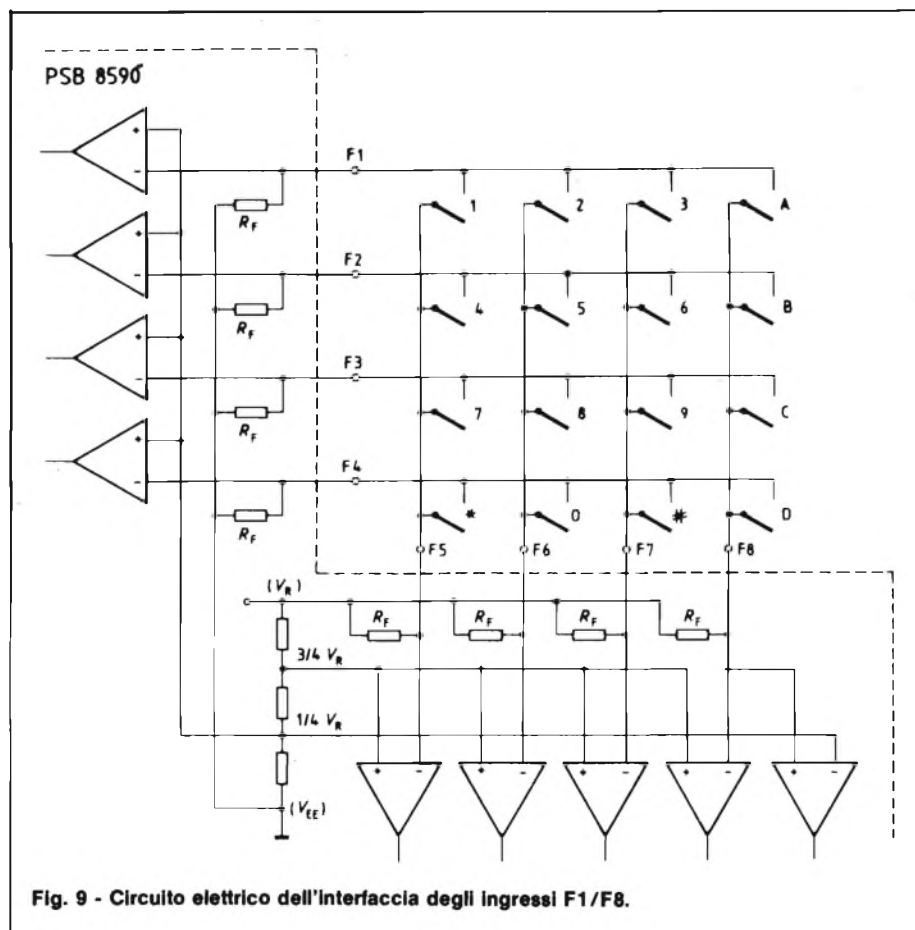 PSB 8590
+
−
F1
R_F
1
2
3
A
+
−
F2
R_F
4
5
6
B
+
−
F3
R_F
7
8
9
C
+
−
F4
R_F
*
0
#
D
F5
F6
F7
F8
(V_R)
R_F
R_F
R_F
R_F
3/4 V_R
1/4 V_R
+ −
+ −
+ −
+ −
− +
(V_EE)
Fig. 9 - Circuito elettrico dell'interfaccia degli ingressi F1/F8.